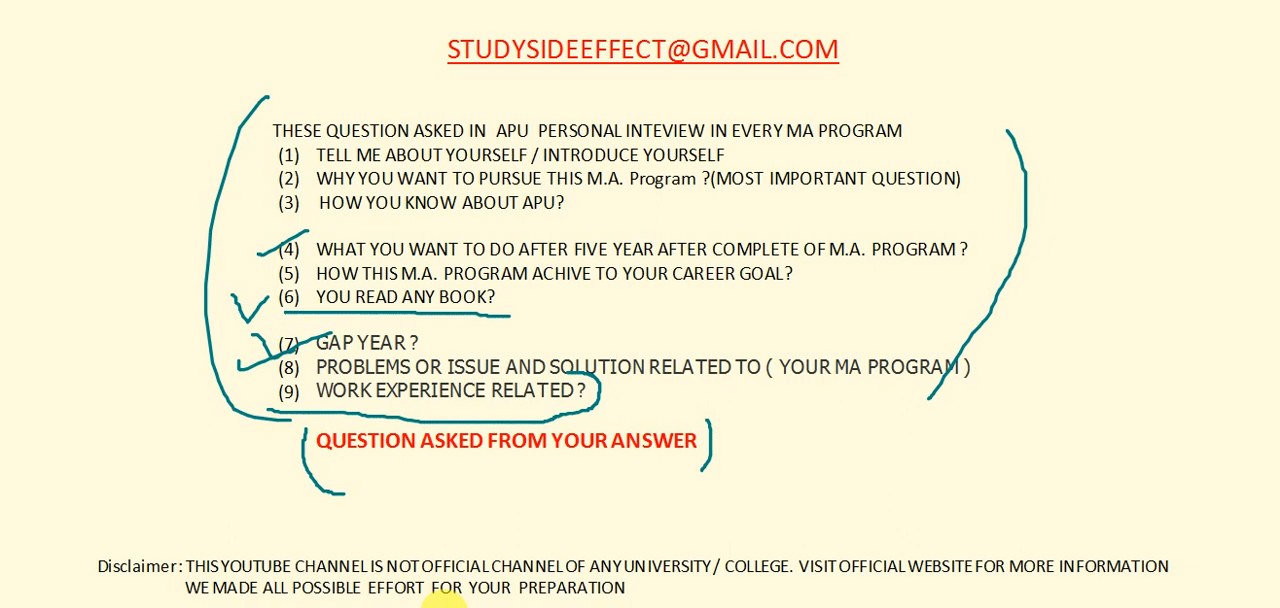 STUDYSIDEEFFECT@GMAIL.COM
THESE QUESTION ASKED IN APU PERSONAL INTEVIEW IN EVERY MA PROGRAM
(1) TELL ME ABOUT YOURSELF / INTRODUCE YOURSELF
(2) WHY YOU WANT TO PURSUE THIS M.A. Program ?(MOST IMPORTANT QUESTION)
(3) HOW YOU KNOW ABOUT APU?
(4) WHAT YOU WANT TO DO AFTER FIVE YEAR AFTER COMPLETE OF M.A. PROGRAM ?
(5) HOW THIS M.A. PROGRAM ACHIVE TO YOUR CAREER GOAL?
(6) YOU READ ANY BOOK?
(7) GAP YEAR ?
(8) PROBLEMS OR ISSUE AND SOLUTION RELATED TO ( YOUR MA PROGRAM )
(9) WORK EXPERIENCE RELATED ?
QUESTION ASKED FROM YOUR ANSWER
Disclaimer : THIS YOUTUBE CHANNEL IS NOT OFFICIAL CHANNEL OF ANY UNIVERSITY / COLLEGE. VISIT OFFICIAL WEBSITE FOR MORE INFORMATION
WE MADE ALL POSSIBLE EFFORT FOR YOUR PREPARATION